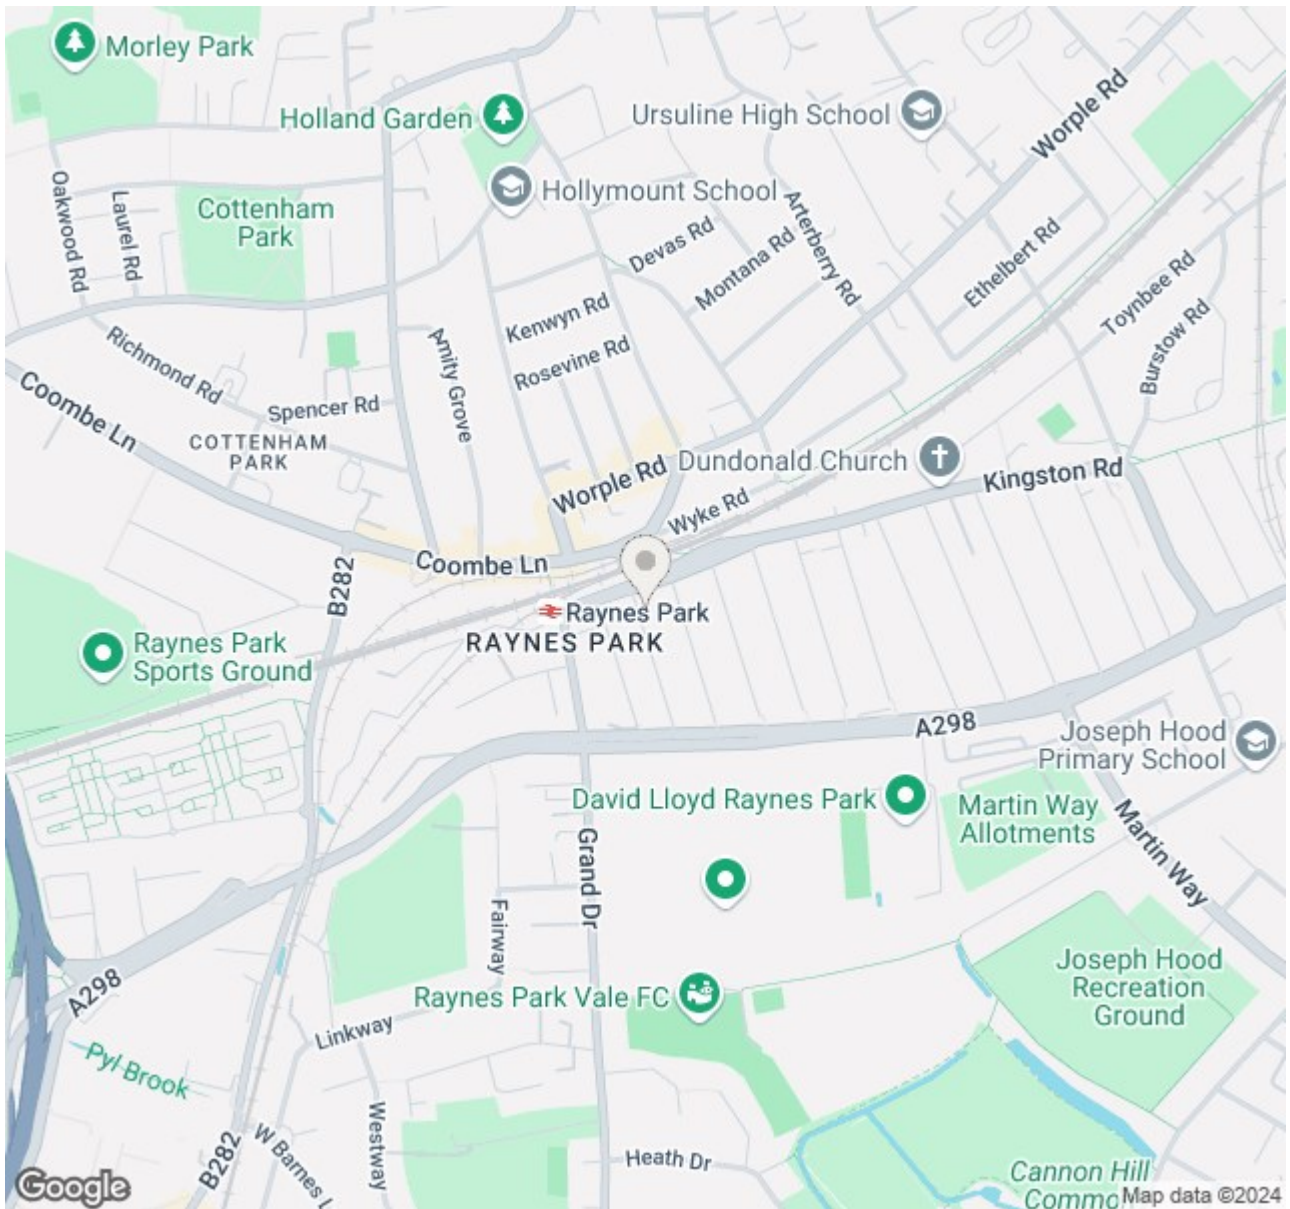 Morley Park
Holland Garden
Ursuline High School
Worple Rd
Hollymount School
Oakwood Rd
Laurel Rd
Cottenham
Park
Devas Rd
Montana Rd
Arterberry Rd
Ethelbert Rd
Toynbee Rd
Burstow Rd
Kenwyn Rd
Rosevine Rd
Amity Grove
Richmond Rd
Spencer Rd
Coombe Ln
COTTENHAM
PARK
Worple Rd
Dundonald Church
Kingston Rd
Wyke Rd
Coombe Ln
B282
Raynes Park
RAYNES PARK
Raynes Park
Sports Ground
A298
Joseph Hood
Primary School
David Lloyd Raynes Park
Martin Way
Allotments
Martin Way
Grand Dr
Fairway
A298
Raynes Park Vale FC
Joseph Hood
Recreation
Ground
Linkway
Pyl Brook
Westway
W Barnes L
B282
Heath Dr
Cannon Hill
Common
Google
Map data ©2024